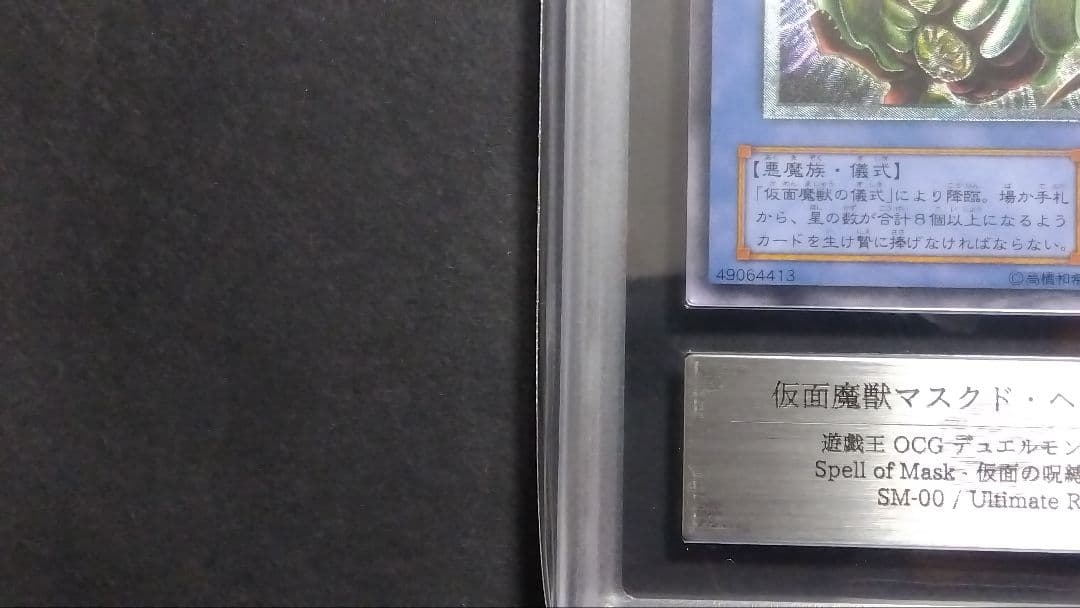 【悪魔族・儀式】
「仮面魔獣の儀式」により降臨。場か手札
から、星の数が合計8個以上になるよう
カードを生け贄に捧げなければならない。
49064413
©高橋和希
仮面魔獣マスクド・ヘ
遊戯王 OCG デュエルモン
Spell of Mask - 仮面の呪縛
SM-00 / Ultimate R